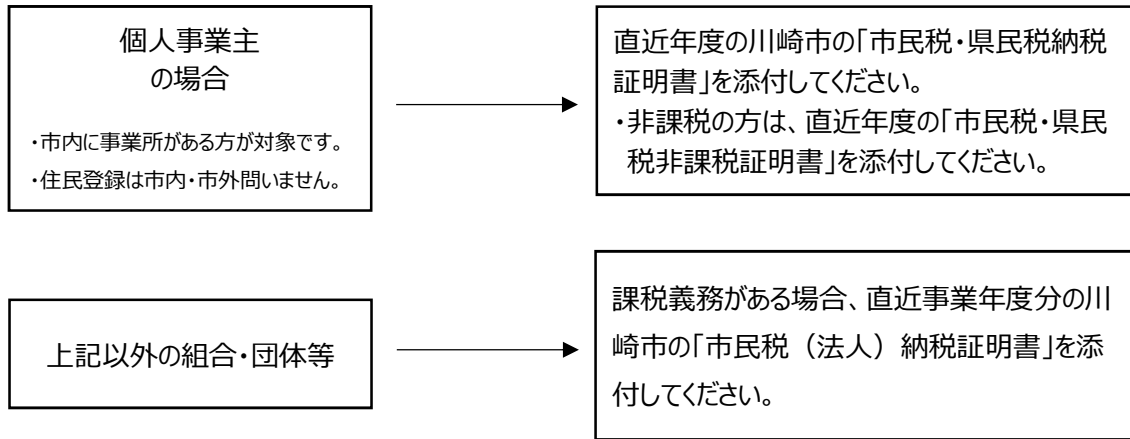 個人事業主
の場合
・市内に事業所がある方が対象です。
・住民登録は市内・市外問いません。
直近年度の川崎市の「市民税・県民税納税
証明書」を添付してください。
・非課税の方は、直近年度の「市民税・県民
税非課税証明書」を添付してください。
上記以外の組合・団体等
課税義務がある場合、直近事業年度分の川
崎市の「市民税（法人）納税証明書」を添
付してください。